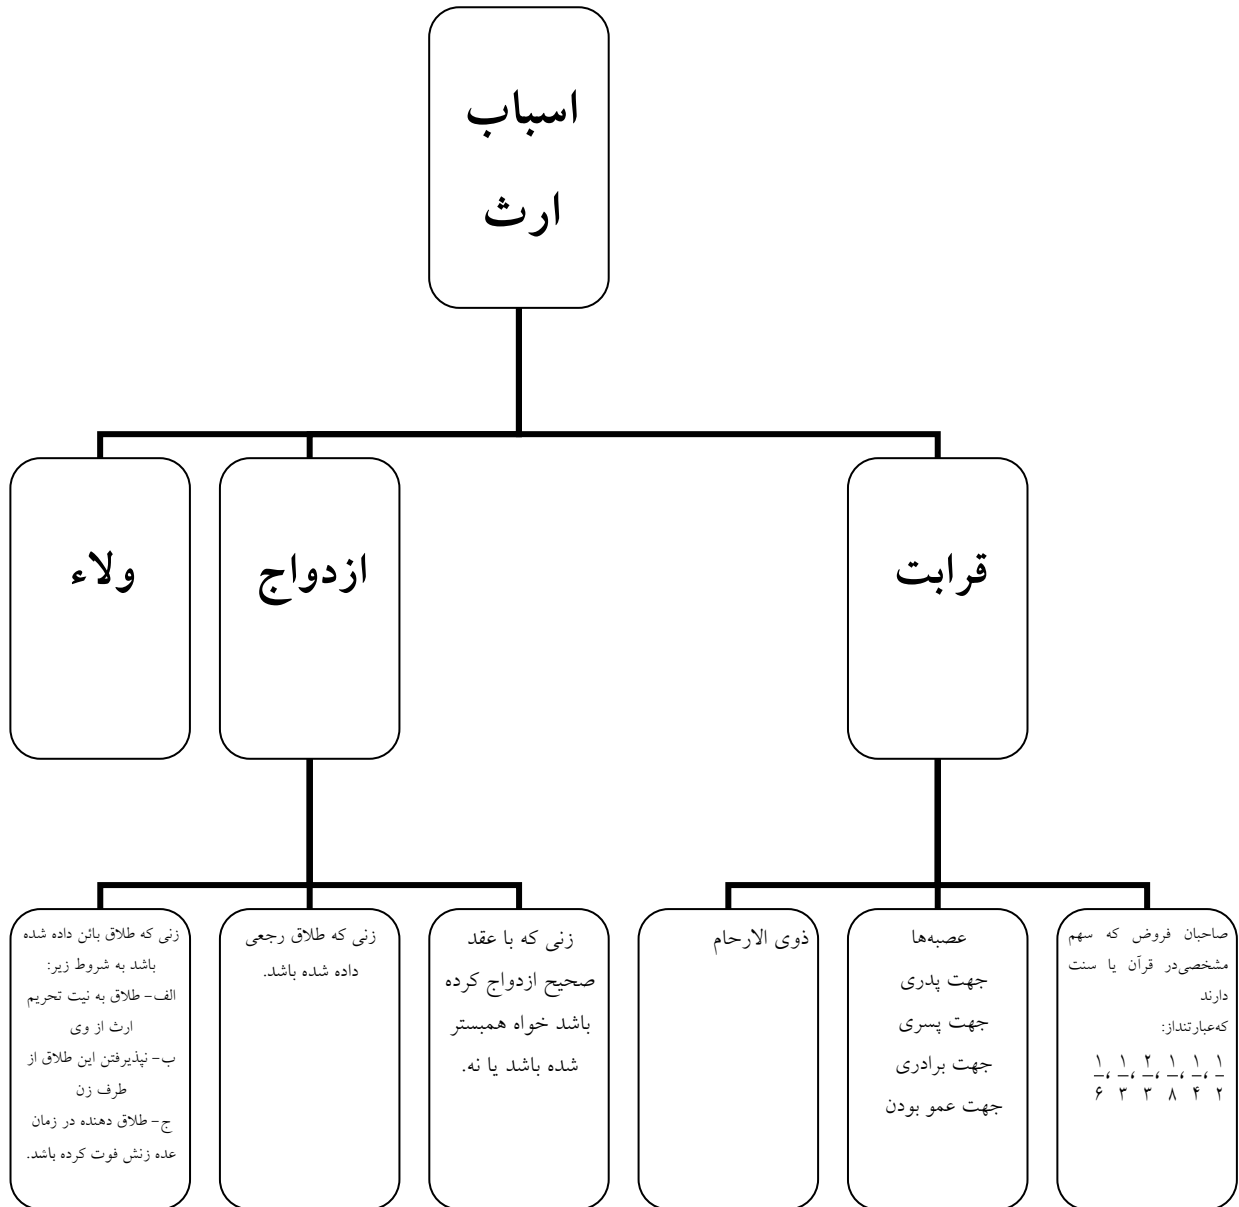 اسباب
ارث
قرابت
ازدواج
ولاء
صاحبان فروض که سهم
مشخصی‌در قرآن یا سنت
دارند
که‌عبارتنداز:
۱/۲، ۱/۴، ۱/۸، ۲/۳، ۱/۳، ۱/۶
عصبه‌ها
جهت پدری
جهت پسری
جهت برادری
جهت عمو بودن
ذوی الارحام
زنی که با عقد
صحیح ازدواج کرده
باشد خواه همبستر
شده باشد یا نه.
زنی که طلاق رجعی
داده شده باشد.
زنی که طلاق بائن داده شده
باشد به شروط زیر:
الف- طلاق به نیت تحریم
ارث از وی
ب- نپذیرفتن این طلاق از
طرف زن
ج- طلاق دهنده در زمان
عده زنش فوت کرده باشد.